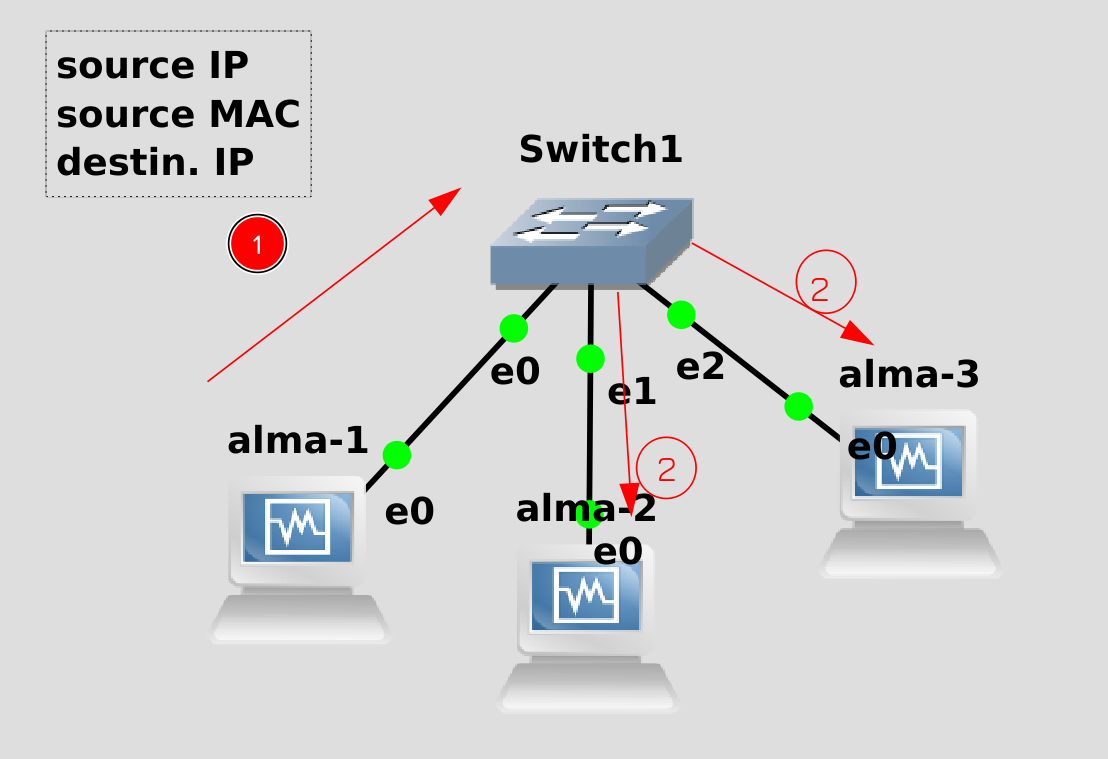 source IP
source MAC
destin. IP
Switch1
1
2
e0
e1
e2
alma-3
alma-1
e0
e0
2
alma-2
e0